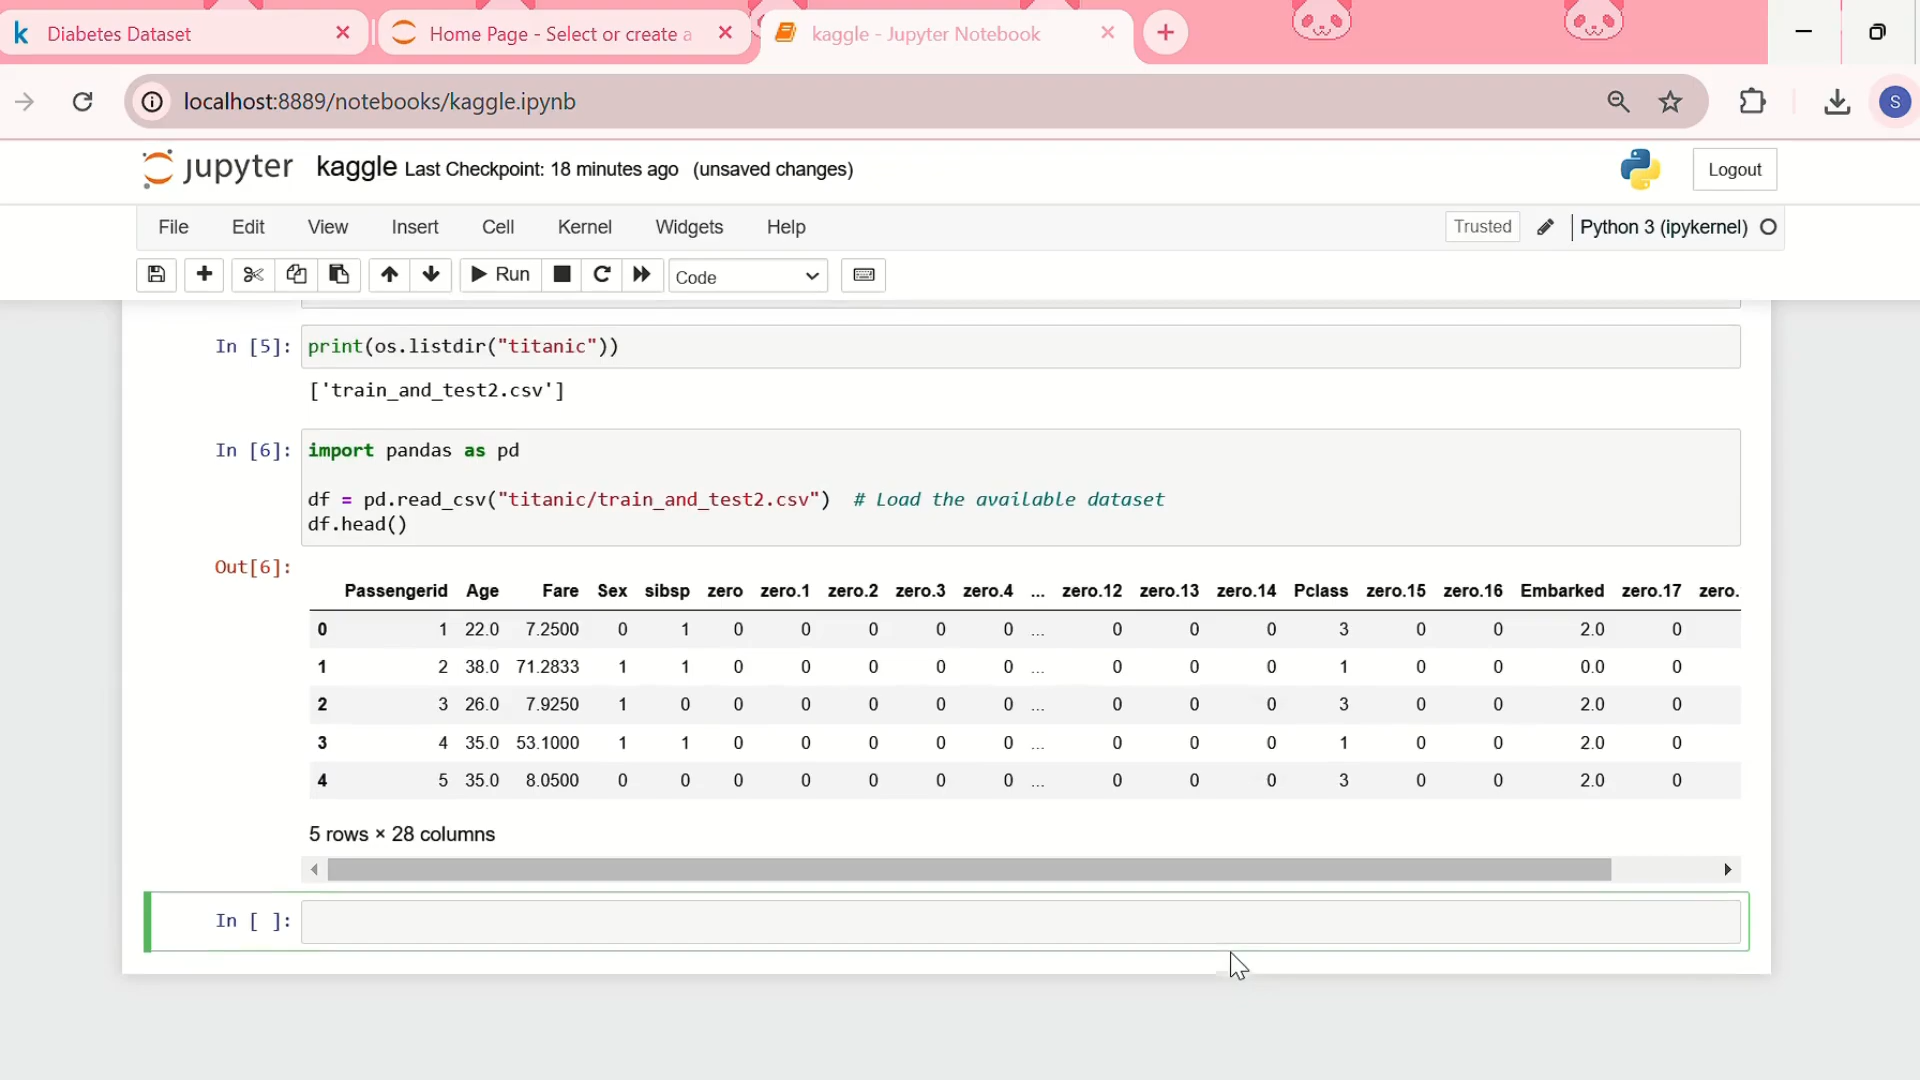 k Diabetes Dataset
Home Page - Select or create a
kaggle - Jupyter Notebook
localhost:8889/notebooks/kaggle.ipynb
S
jupyter kaggle Last Checkpoint: 18 minutes ago (unsaved changes)
Logout
File Edit View Insert Cell Kernel Widgets Help
Trusted Python 3 (ipykernel)
Run Code
In [5]: print(os.listdir("titanic"))
['train_and_test2.csv']
In [6]: import pandas as pd
df = pd.read_csv("titanic/train_and_test2.csv") # Load the available dataset
df.head()
Out[6]:
Passengerid Age Fare Sex sibsp zero zero.1 zero.2 zero.3 zero.4 ... zero.12 zero.13 zero.14 Pclass zero.15 zero.16 Embarked zero.17 zero.
0 1 22.0 7.2500 0 1 0 0 0 0 0 ... 0 0 0 3 0 0 2.0 0
1 2 38.0 71.2833 1 1 0 0 0 0 0 ... 0 0 0 1 0 0 0.0 0
2 3 26.0 7.9250 1 0 0 0 0 0 0 ... 0 0 0 3 0 0 2.0 0
3 4 35.0 53.1000 1 1 0 0 0 0 0 ... 0 0 0 1 0 0 2.0 0
4 5 35.0 8.0500 0 0 0 0 0 0 0 ... 0 0 0 3 0 0 2.0 0
5 rows × 28 columns
In [ ]: